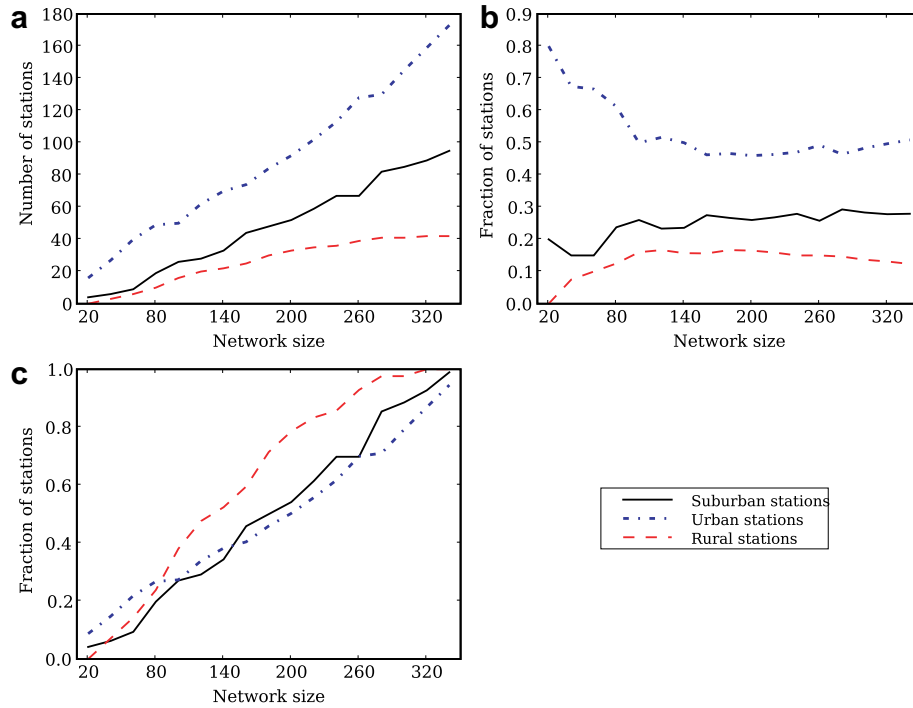 a
Number of stations
180
160
140
120
100
80
60
40
20
0
20 80 140 200 260 320
Network size
b
Fraction of stations
0.9
0.8
0.7
0.6
0.5
0.4
0.3
0.2
0.1
0.0
20 80 140 200 260 320
Network size
c
Fraction of stations
1.0
0.8
0.6
0.4
0.2
0.0
20 80 140 200 260 320
Network size
Suburban stations
Urban stations
Rural stations